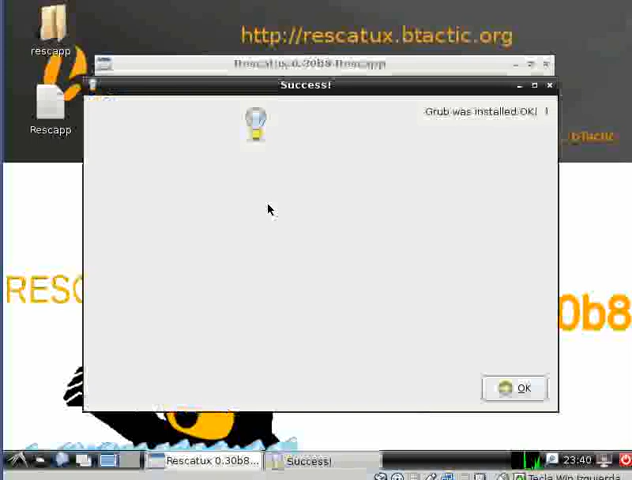 http://rescatux.btactic.org
rescapp
Rescatux 0.30b8 Rescapp
Success!
Grub was installed OK! !
Rescapp
bTactic
RESC
0b8
OK
Rescatux 0.30b8...
Success!
23:40
Tecla Win Izquierda